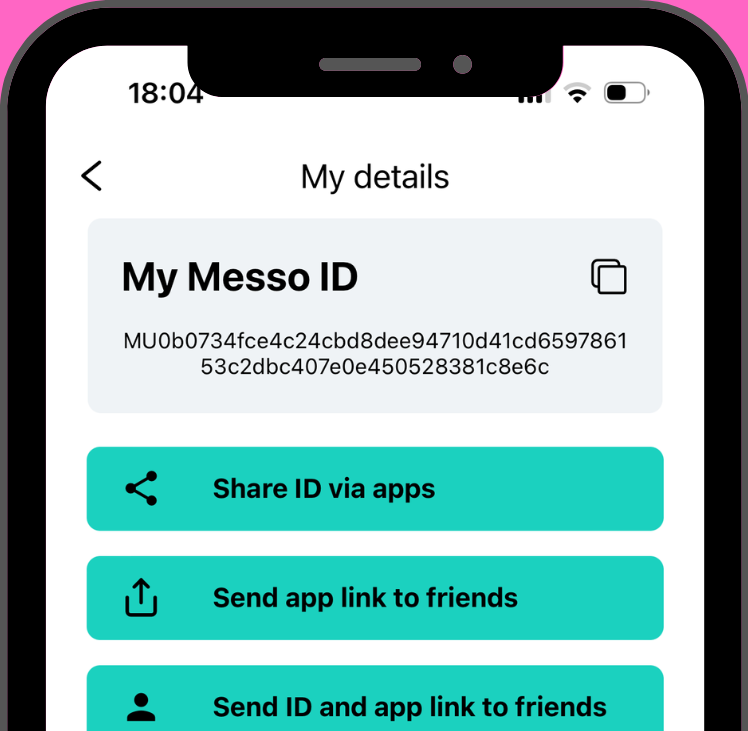 18:04
My details
My Messo ID
MU0b0734fce4c24cbd8dee94710d41cd6597861
53c2dbc407e0e450528381c8e6c
Share ID via apps
Send app link to friends
Send ID and app link to friends